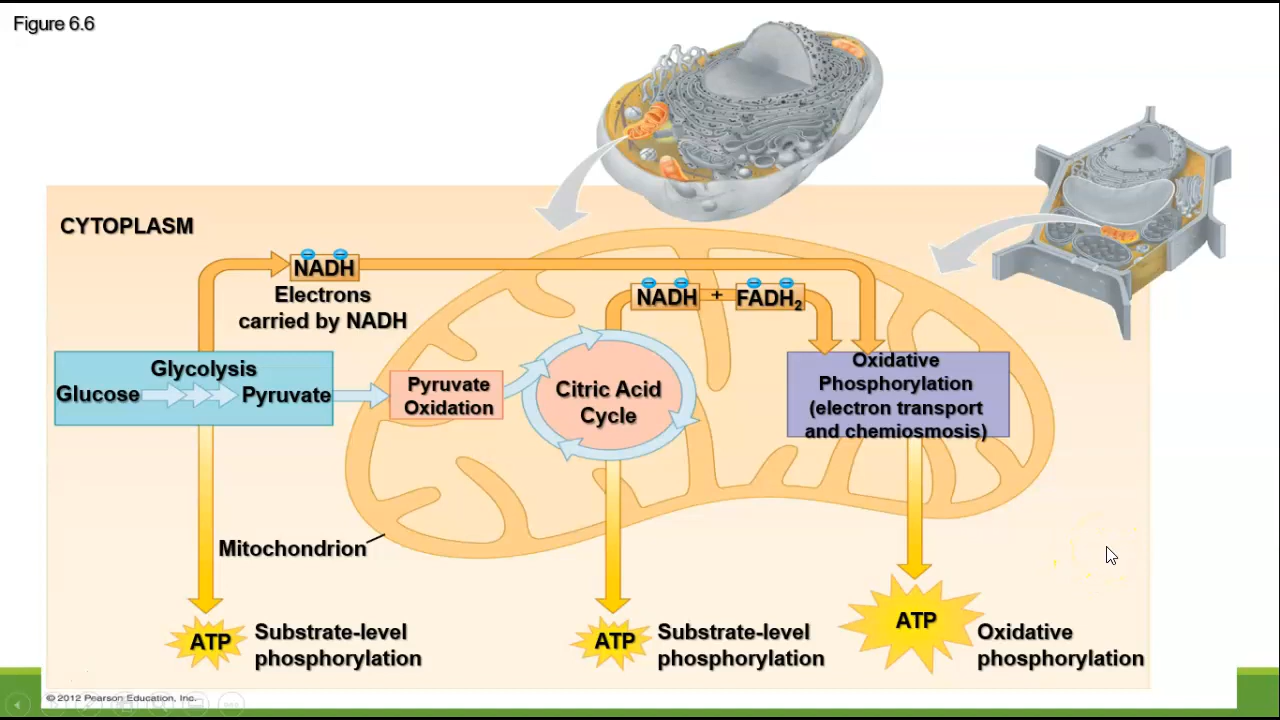 Figure 6.6
CYTOPLASM
NADH
Electrons
carried by NADH
NADH + FADH₂
Glycolysis
Glucose
Pyruvate
Pyruvate
Oxidation
Citric Acid
Cycle
Oxidative
Phosphorylation
(electron transport
and chemiosmosis)
Mitochondrion
ATP
Substrate-level
phosphorylation
ATP
Substrate-level
phosphorylation
ATP
Oxidative
phosphorylation
© 2012 Pearson Education, Inc.